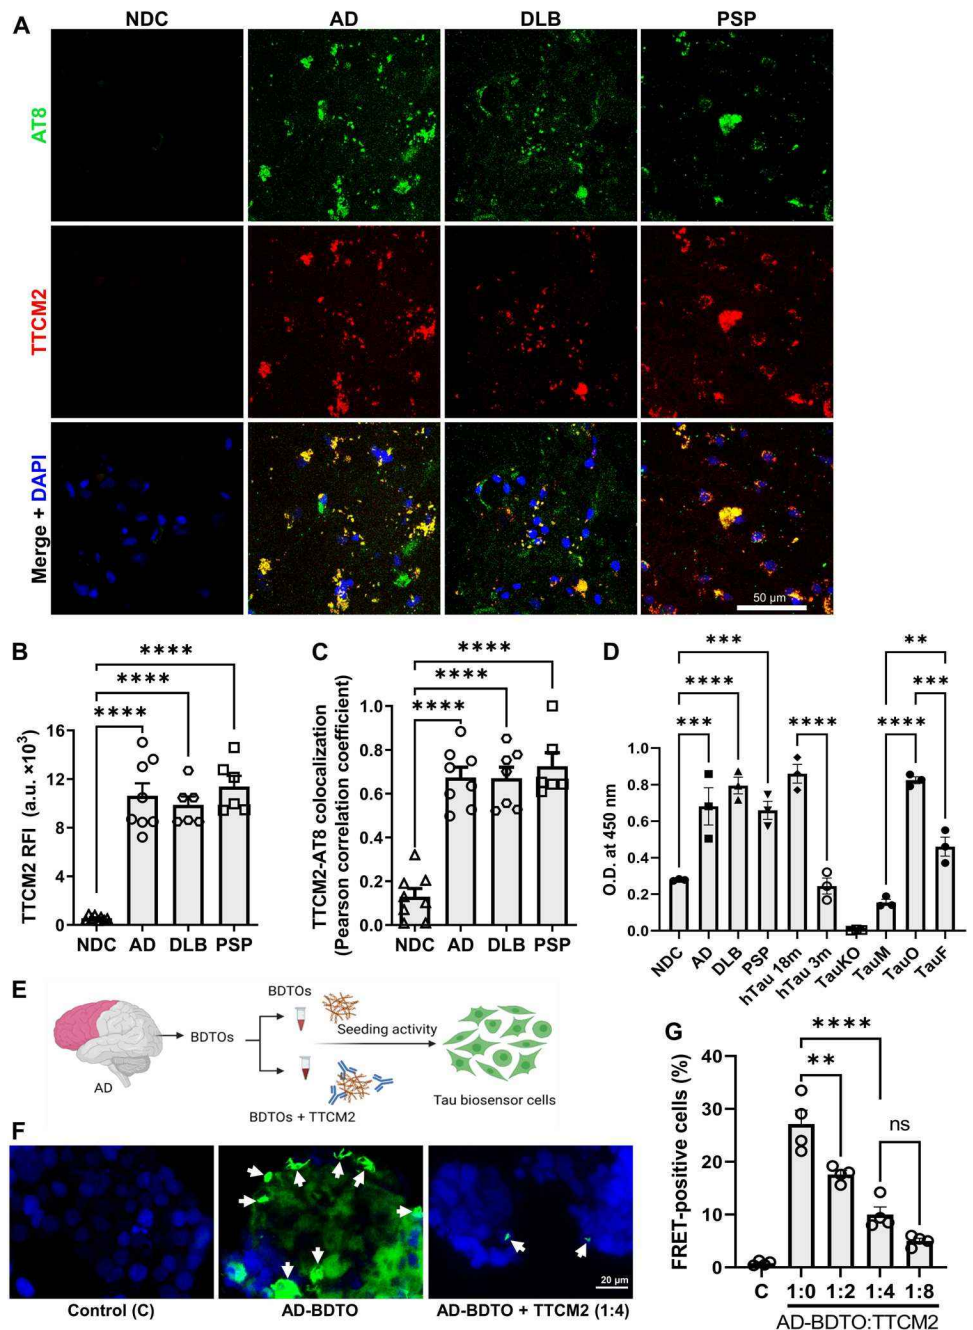 A
NDC
AD
DLB
PSP
AT8
TTCM2
Merge + DAPI
50 µm
B
****
****
****
TTCM2 RFI (a.u. ×10³)
16
12
8
4
0
NDC
AD
DLB
PSP
C
****
****
****
TTCM2-AT8 colocalization
(Pearson correlation coefficient)
1.0
0.8
0.6
0.4
0.2
0.0
NDC
AD
DLB
PSP
D
***
****
***
****
**
***
****
O.D. at 450 nm
1.0
0.8
0.6
0.4
0.2
0
NDC
AD
DLB
PSP
hTau 18m
hTau 3m
TauKO
TauM
TauO
TauF
E
AD
BDTOs
BDTOs
BDTOs + TTCM2
Seeding activity
Tau biosensor cells
F
20 µm
Control (C)
AD-BDTO
AD-BDTO + TTCM2 (1:4)
G
****
**
ns
FRET-positive cells (%)
40
30
20
10
0
C
1:0
1:2
1:4
1:8
AD-BDTO:TTCM2